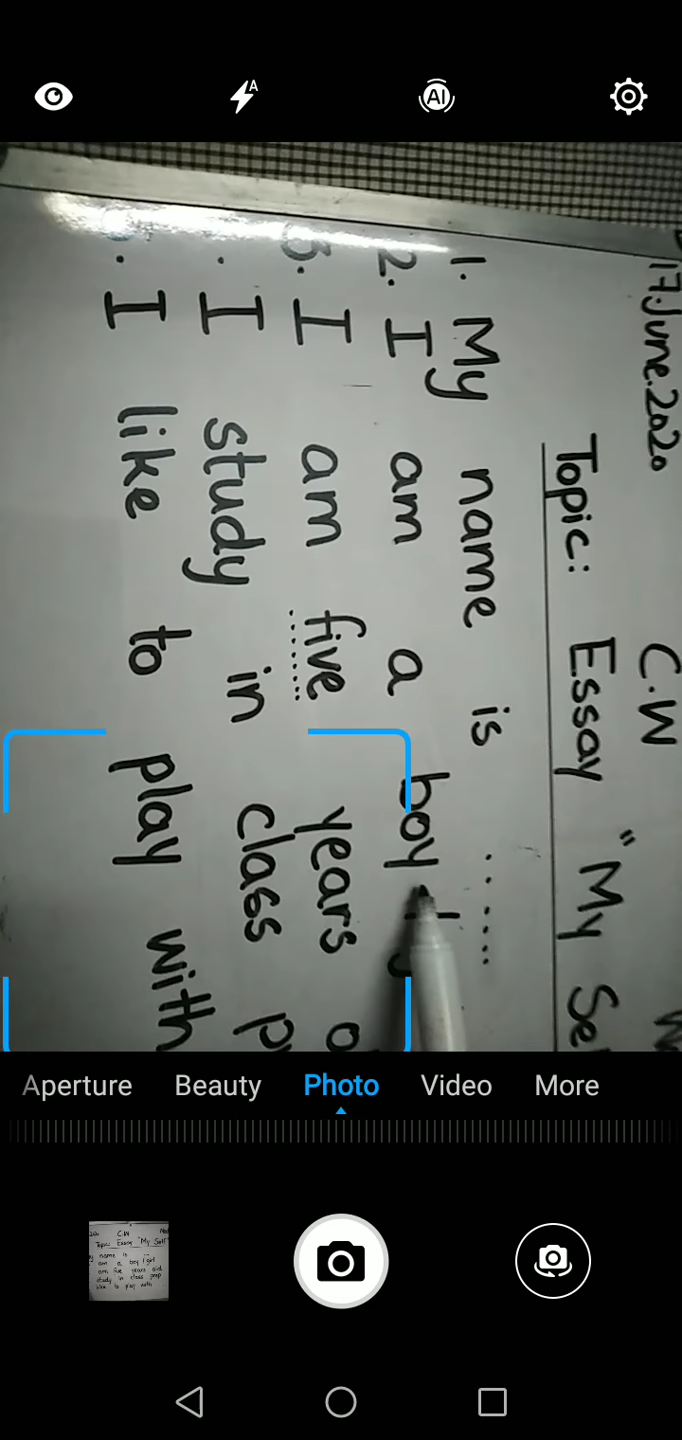 17.June.2020 C.W
Topic: Essay "My Se
1. My name is ......
2. I am a boy
3. I am five years
. I study in class
. I like to play with
Aperture Beauty Photo Video More